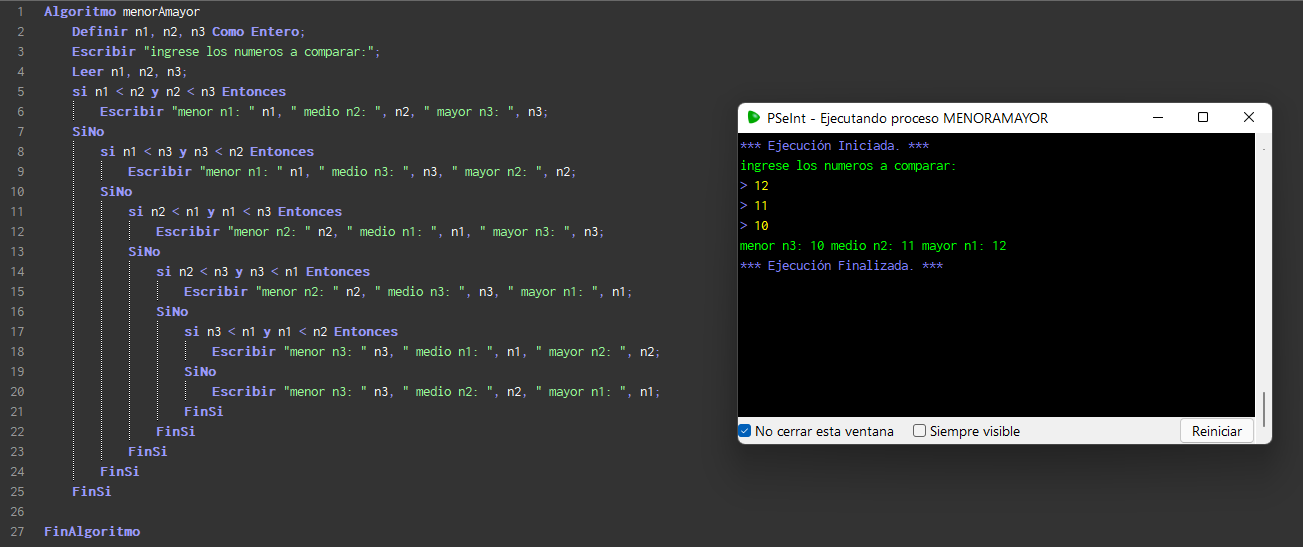 1 Algoritmo menorAmayor
2 Definir n1, n2, n3 Como Entero;
3 Escribir "ingrese los numeros a comparar:";
4 Leer n1, n2, n3;
5 si n1 < n2 y n2 < n3 Entonces
6 Escribir "menor n1: " n1, " medio n2: ", n2, " mayor n3: ", n3;
7 SiNo
8 si n1 < n3 y n3 < n2 Entonces
9 Escribir "menor n1: " n1, " medio n3: ", n3, " mayor n2: ", n2;
10 SiNo
11 si n2 < n1 y n1 < n3 Entonces
12 Escribir "menor n2: " n2, " medio n1: ", n1, " mayor n3: ", n3;
13 SiNo
14 si n2 < n3 y n3 < n1 Entonces
15 Escribir "menor n2: " n2, " medio n3: ", n3, " mayor n1: ", n1;
16 SiNo
17 si n3 < n1 y n1 < n2 Entonces
18 Escribir "menor n3: " n3, " medio n1: ", n1, " mayor n2: ", n2;
19 SiNo
20 Escribir "menor n3: " n3, " medio n2: ", n2, " mayor n1: ", n1;
21 FinSi
22 FinSi
23 FinSi
24 FinSi
25 FinSi
26
27 FinAlgoritmo
PSeInt - Ejecutando proceso MENORAMAYOR
*** Ejecución Iniciada. ***
ingrese los numeros a comparar:
> 12
> 11
> 10
menor n3: 10 medio n2: 11 mayor n1: 12
*** Ejecución Finalizada. ***
No cerrar esta ventana
Siempre visible
Reiniciar